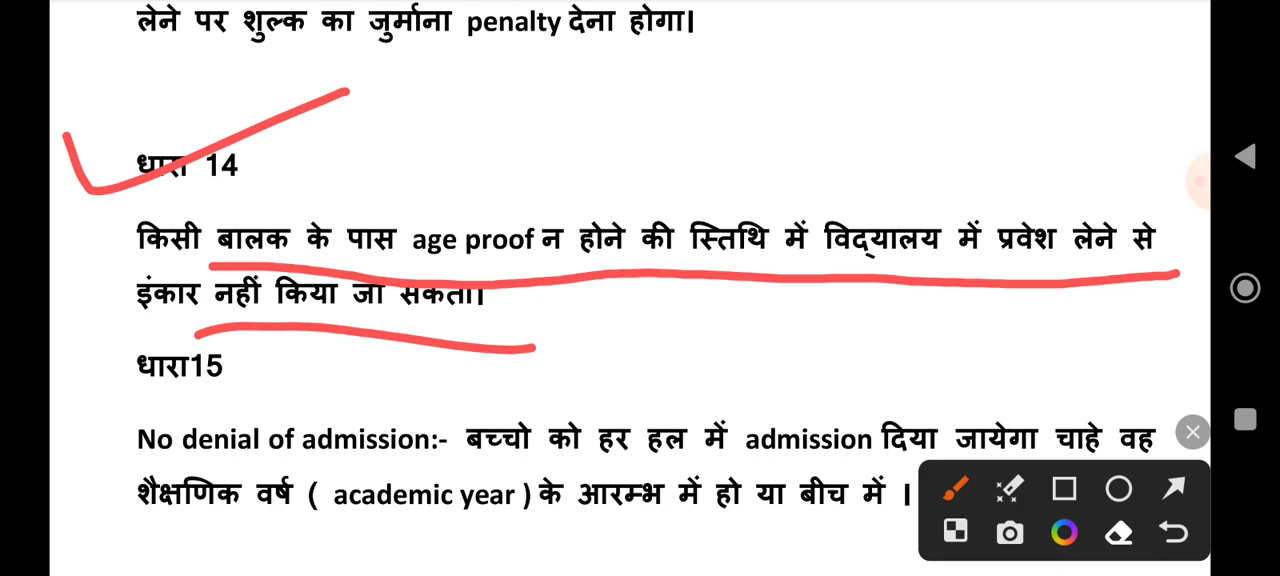 लेने पर शुल्क का जुर्माना penalty देना होगा।
धारा 14
किसी बालक के पास age proof न होने की स्तिथि में विद्यालय में प्रवेश लेने से
इंकार नहीं किया जा सकता।
धारा15
No denial of admission:- बच्चो को हर हल में admission दिया जायेगा चाहे वह
शैक्षणिक वर्ष ( academic year ) के आरम्भ में हो या बीच में ।